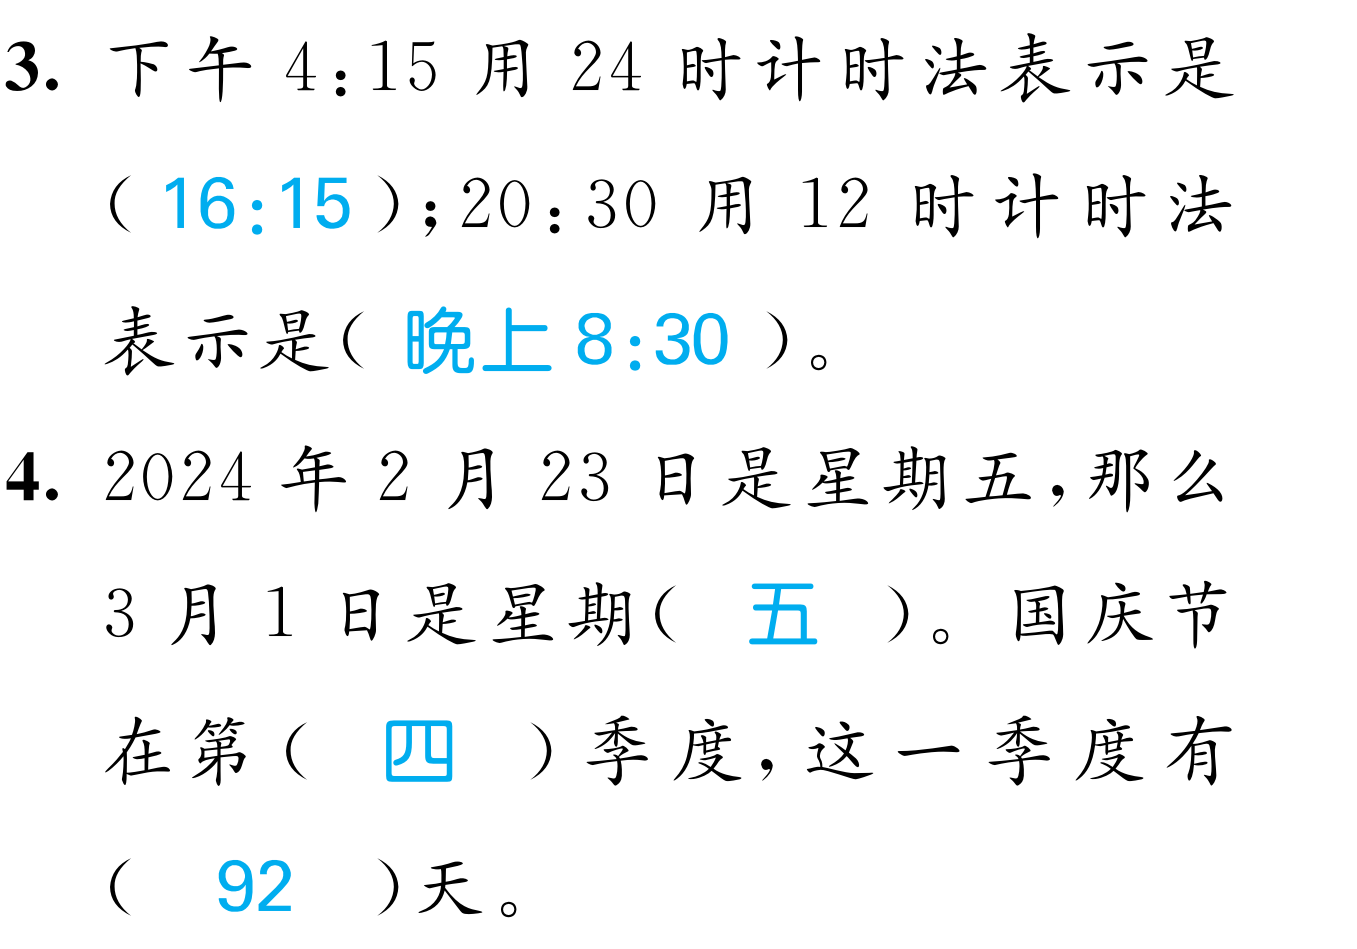 3. 下午 4:15 用 24 时计时法表示是
( 16:15 );20:30 用 12 时计时法
表示是( 晚上 8:30 )。
4. 2024 年 2 月 23 日是星期五,那么
3 月 1 日是星期( 五 )。国庆节
在第( 四 )季度,这一季度有
( 92 )天。